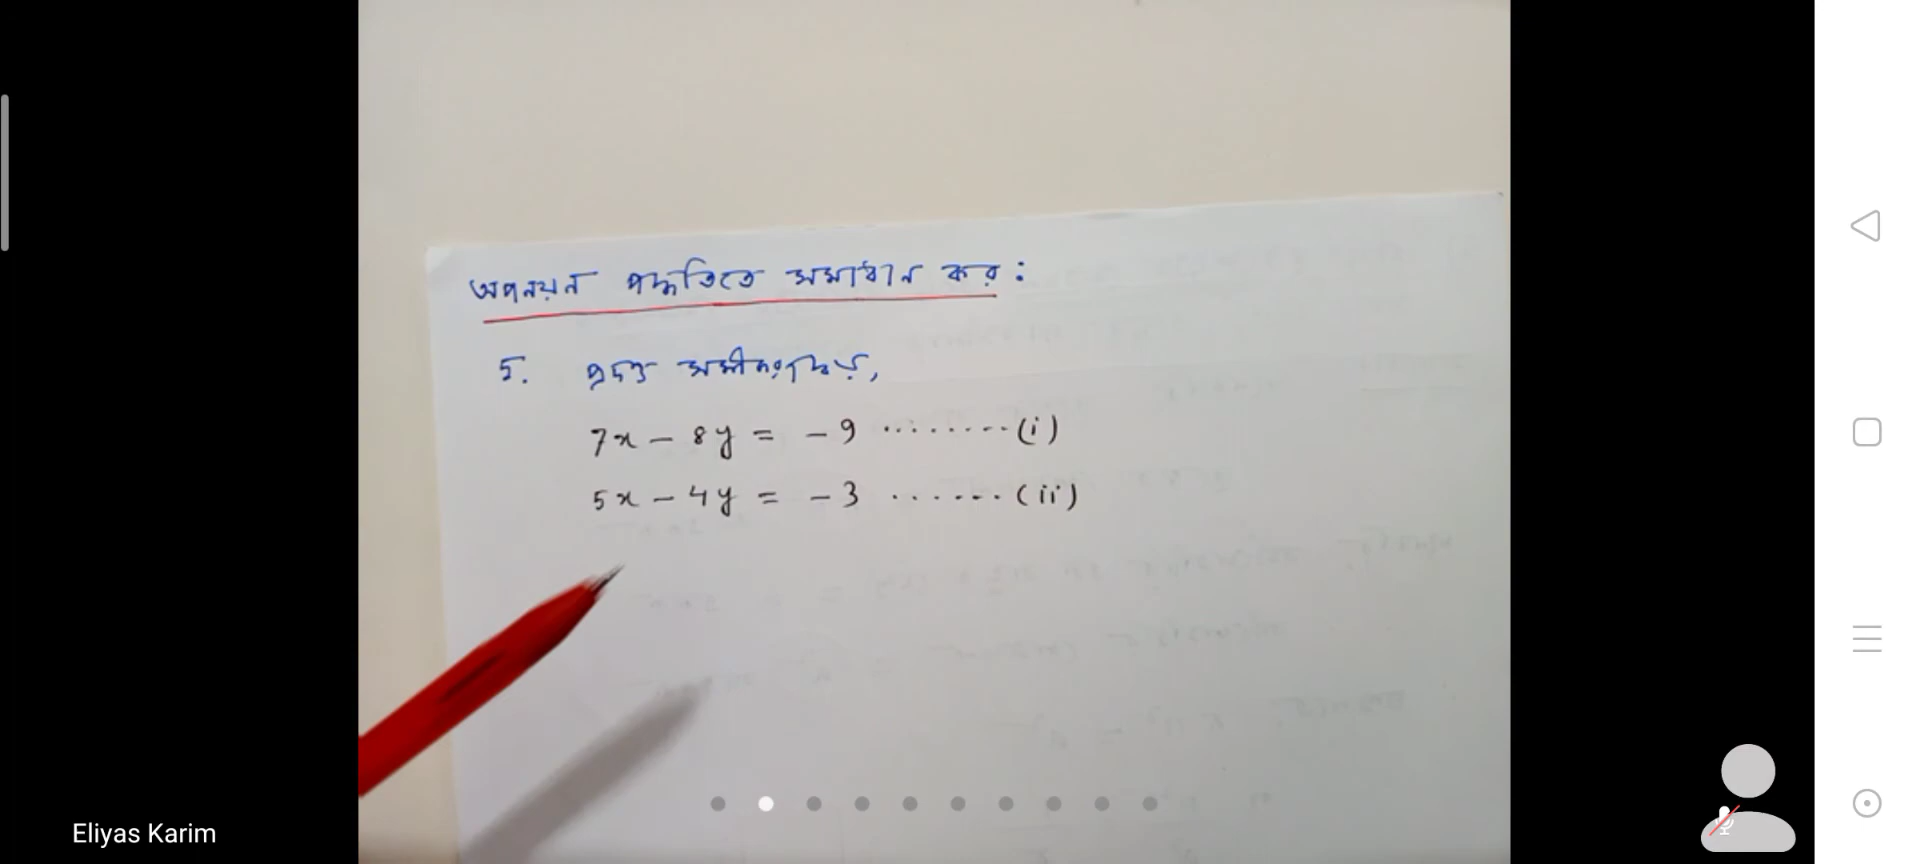 অপনয়ন পদ্ধতিতে সমাধান কর :
5. প্রদত্ত সমীকরণদ্বয়,
7x - 8y = - 9 ........(i)
5x - 4y = - 3 ......(ii)
Eliyas Karim